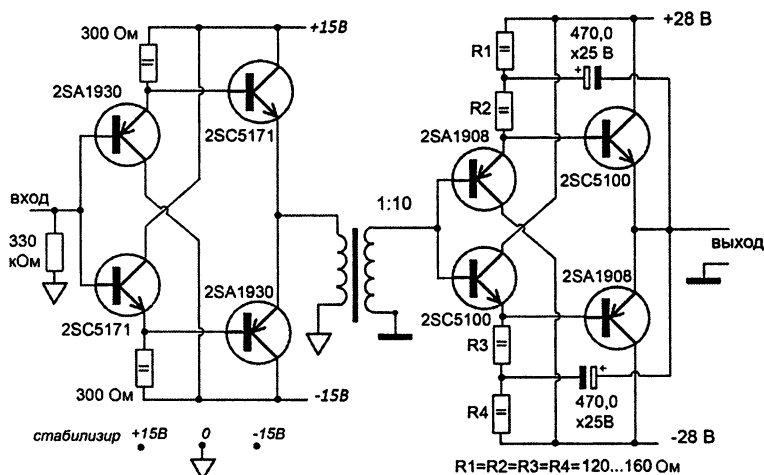 300 Ом
+15В
2SA1930
2SC5171
вход
330
кОм
2SC5171
2SA1930
300 Ом
-15В
стабилизир +15В 0 -15В
1:10
+28 В
R1
470,0
x25 В
+
R2
2SA1908
2SC5100
выход
2SC5100
2SA1908
R3
+
470,0
x25В
R4
-28 В
R1=R2=R3=R4=120...160 Ом